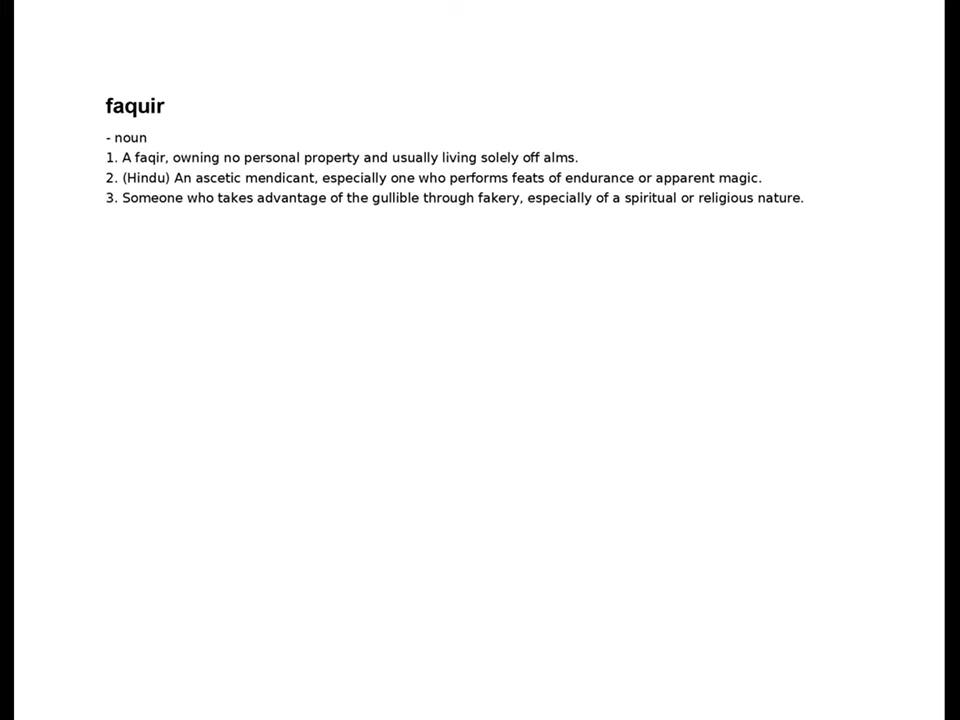 faquir
- noun
1. A faqir, owning no personal property and usually living solely off alms.
2. (Hindu) An ascetic mendicant, especially one who performs feats of endurance or apparent magic.
3. Someone who takes advantage of the gullible through fakery, especially of a spiritual or religious nature.